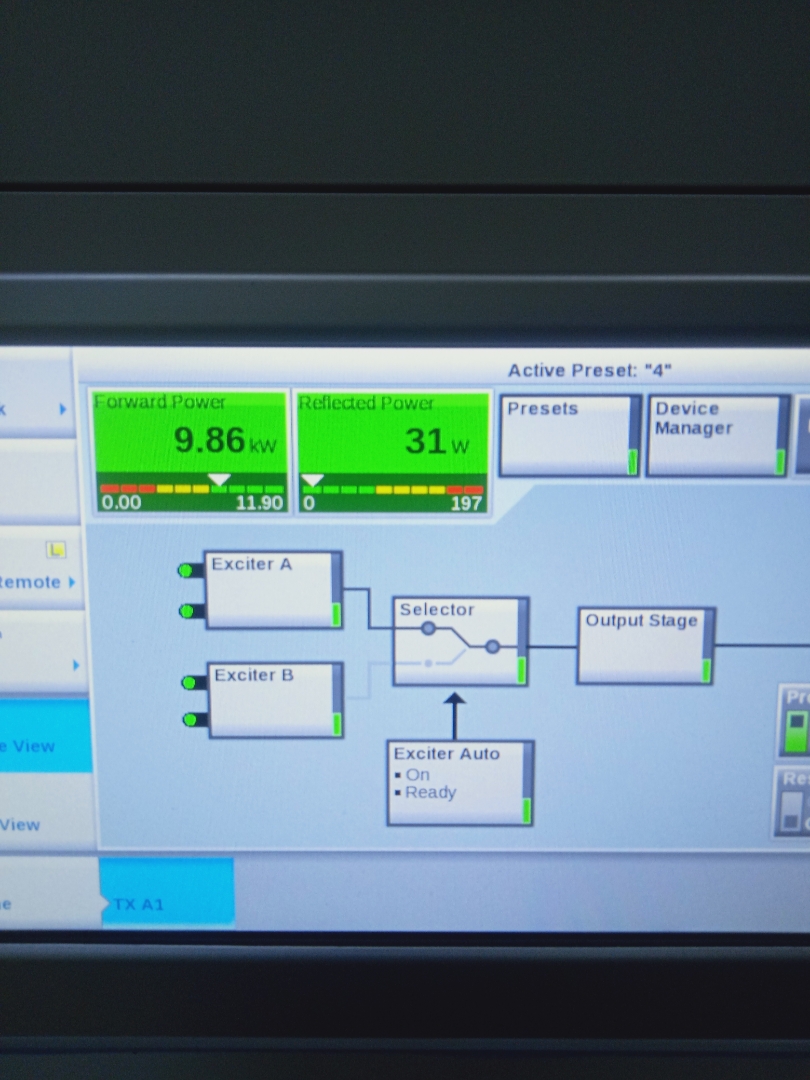 Active Preset: "4"
Forward Power
9.86 kW
0.00 11.90
Reflected Power
31 W
0 197
Presets
Device
Manager
L
Remote
View
View
Exciter A
Exciter B
Selector
Output Stage
Exciter Auto
On
Ready
TX A1